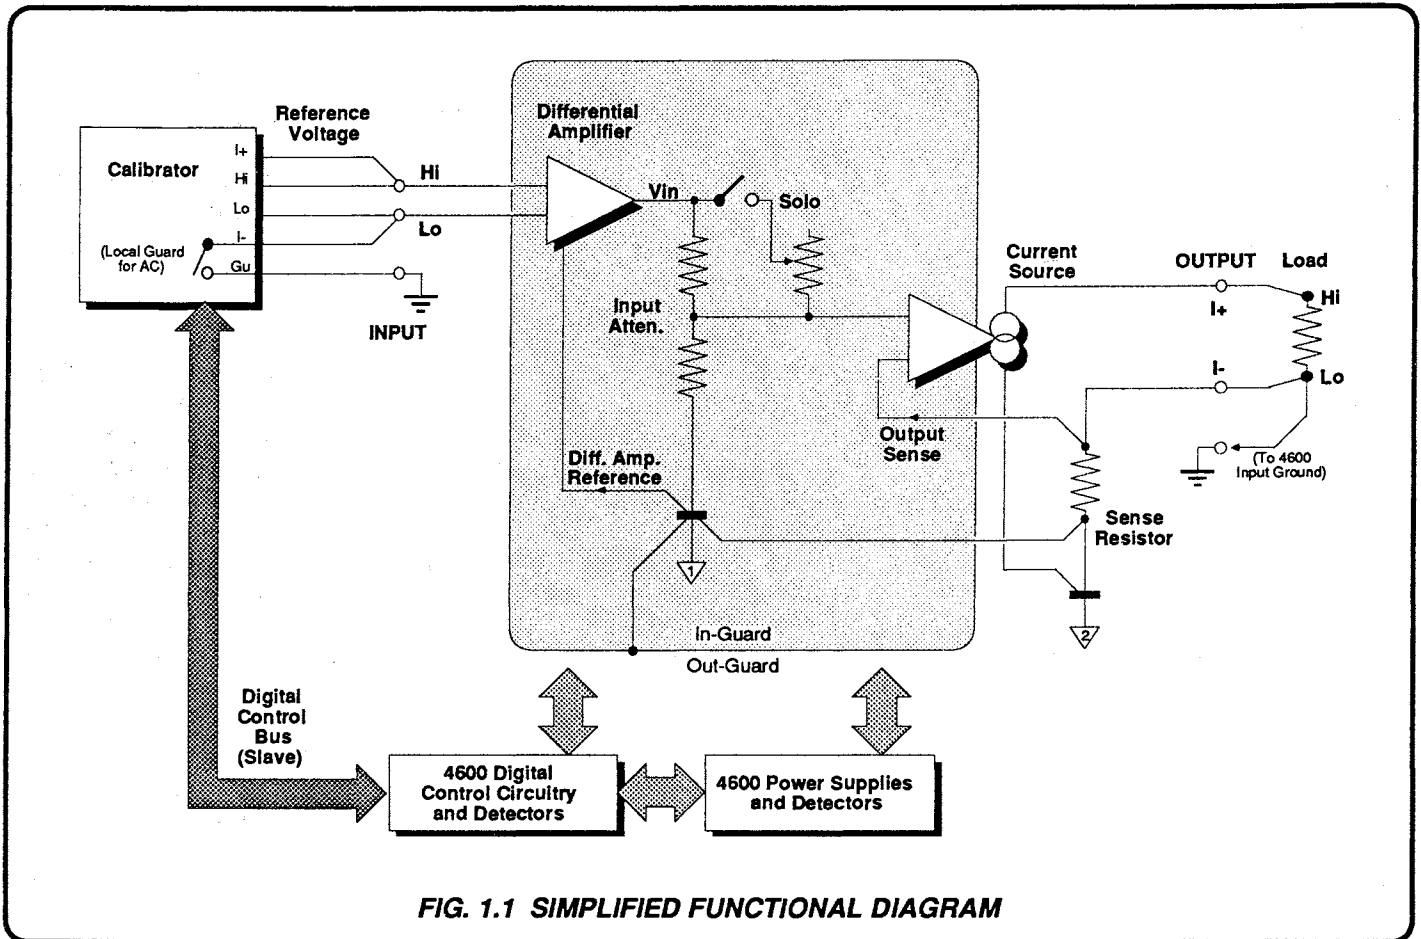 Reference
Voltage
Calibrator
I+
Hi
Lo
I-
Gu
(Local Guard
for AC)
Hi
Lo
INPUT
Differential
Amplifier
Vin
Solo
Input
Atten.
Current
Source
OUTPUT
Load
I+
Hi
I-
Lo
Output
Sense
(To 4600
Input Ground)
Diff. Amp.
Reference
Sense
Resistor
1
2
In-Guard
Out-Guard
Digital
Control
Bus
(Slave)
4600 Digital
Control Circuitry
and Detectors
4600 Power Supplies
and Detectors
FIG. 1.1 SIMPLIFIED FUNCTIONAL DIAGRAM